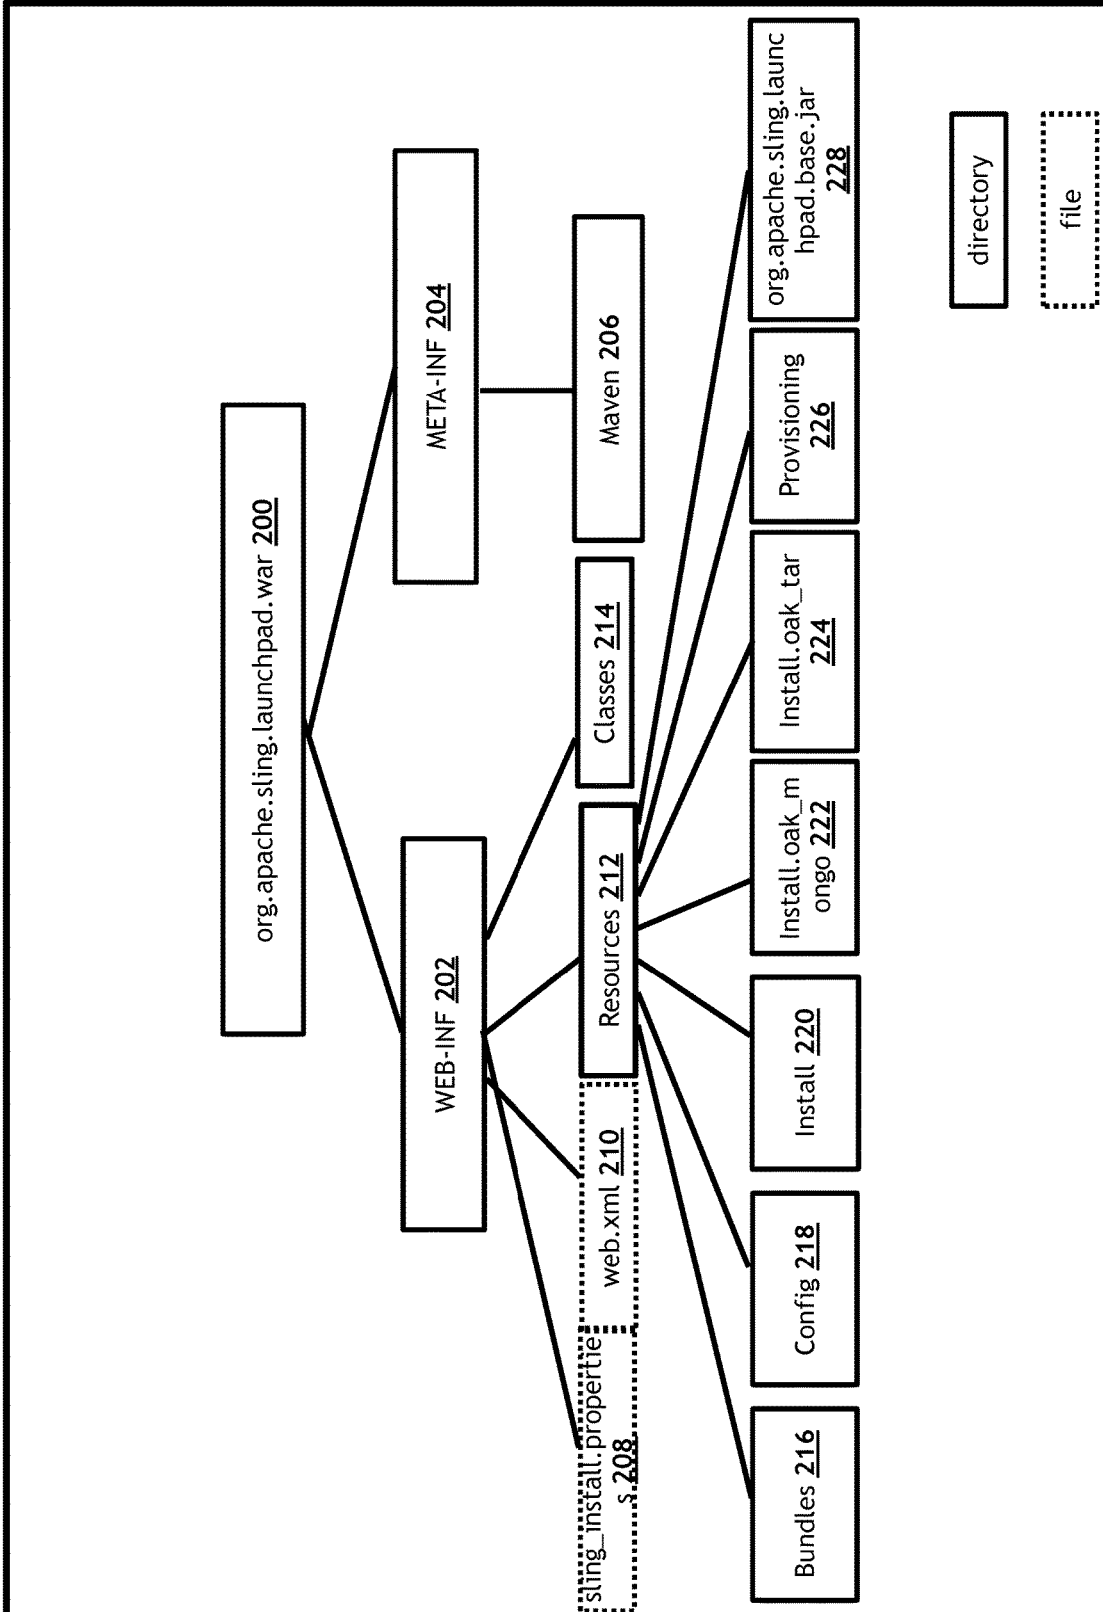 org.apache.sling.launchpad.war 200
WEB-INF 202
META-INF 204
sling_install.propertie
s 208
web.xml 210
Resources 212
Classes 214
Maven 206
Bundles 216
Config 218
Install 220
Install.oak_m
ongo 222
Install.oak_tar
224
Provisioning
226
org.apache.sling.launc
hpad.base.jar
228
directory
file